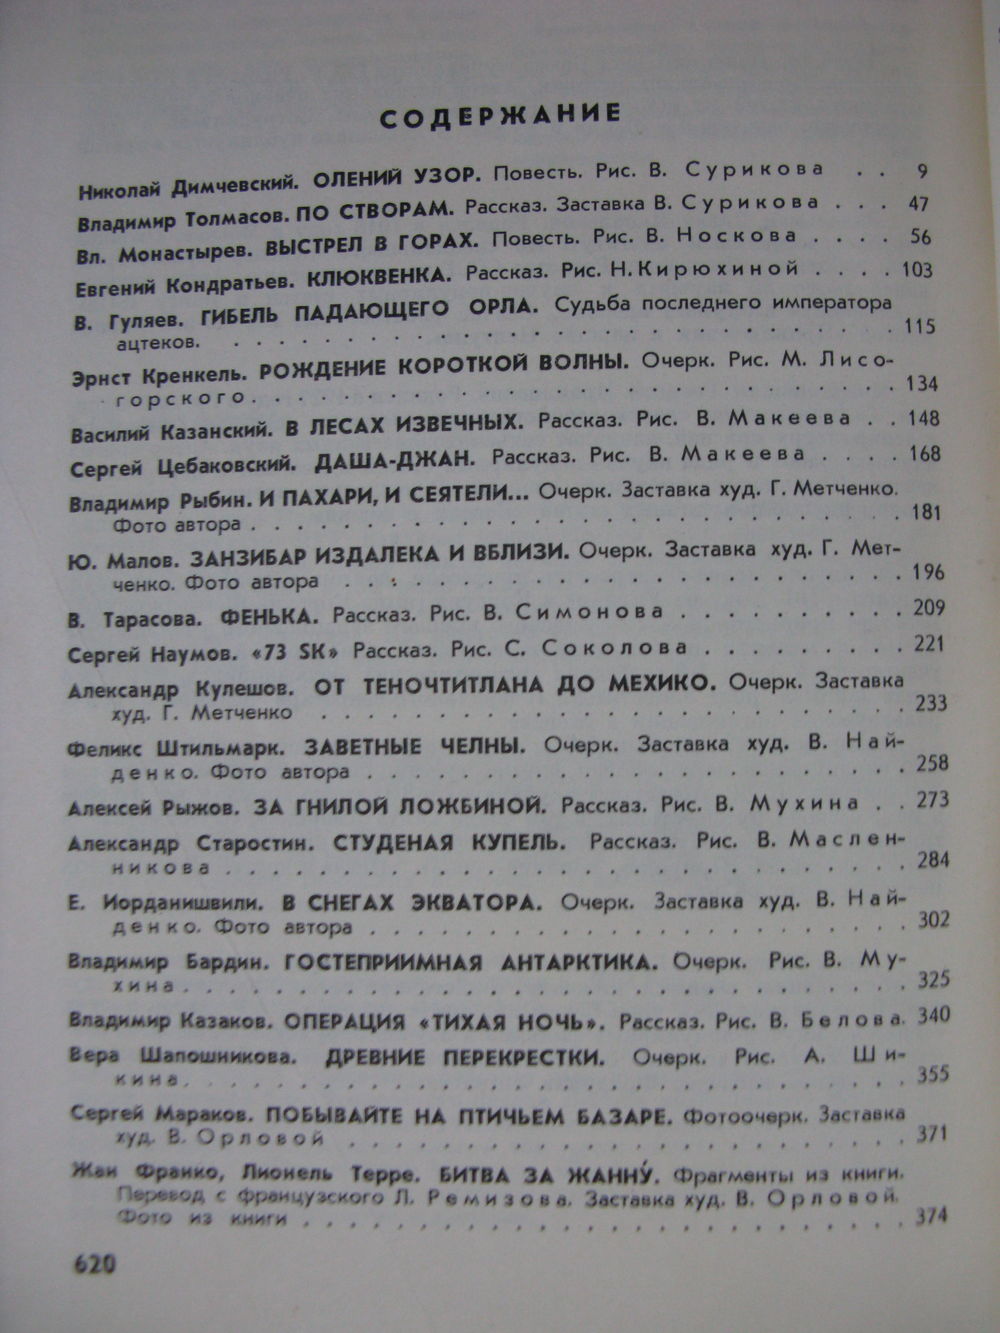 СОДЕРЖАНИЕ
Николай Димчевский. ОЛЕНИЙ УЗОР. Повесть. Рис. В. Сурикова . . 9
Владимир Толмасов. ПО СТВОРАМ. Рассказ. Заставка В. Сурикова . . . 47
Вл. Монастырев. ВЫСТРЕЛ В ГОРАХ. Повесть. Рис. В. Носкова . . . . 56
Евгений Кондратьев. КЛЮКВЕНКА. Рассказ. Рис. Н. Кирюхиной . . . . 103
В. Гуляев. ГИБЕЛЬ ПАДАЮЩЕГО ОРЛА. Судьба последнего императора
ацтеков. . . . . . . . . . . . . . . . . . . . 115
Эрнст Кренкель. РОЖДЕНИЕ КОРОТКОЙ ВОЛНЫ. Очерк. Рис. М. Лисо-
горского . . . . . . . . . . . . . . . . . . . . 134
Василий Казанский. В ЛЕСАХ ИЗВЕЧНЫХ. Рассказ. Рис. В. Макеева . . 148
Сергей Цебаковский. ДАША-ДЖАН. Рассказ. Рис. В. Макеева . . . . 168
Владимир Рыбин. И ПАХАРИ, И СЕЯТЕЛИ... Очерк. Заставка худ. Г. Метченко.
Фото автора . . . . . . . . . . . . . . . . . . . . 181
Ю. Малов. ЗАНЗИБАР ИЗДАЛЕКА И ВБЛИЗИ. Очерк. Заставка худ. Г. Мет-
ченко. Фото автора . . . . . . . . . . . . . . . . . 196
В. Тарасова. ФЕНЬКА. Рассказ. Рис. В. Симонова . . . . . . . . . 209
Сергей Наумов. «73 SK» Рассказ. Рис. С. Соколова . . . . . . . . 221
Александр Кулешов. ОТ ТЕНОЧТИТЛАНА ДО МЕХИКО. Очерк. Заставка
худ. Г. Метченко . . . . . . . . . . . . . . . . . . 233
Феликс Штильмарк. ЗАВЕТНЫЕ ЧЕЛНЫ. Очерк. Заставка худ. В. Най-
денко. Фото автора . . . . . . . . . . . . . . . . . 258
Алексей Рыжов. ЗА ГНИЛОЙ ЛОЖБИНОЙ. Рассказ. Рис. В. Мухина . . 273
Александр Старостин. СТУДЕНАЯ КУПЕЛЬ. Рассказ. Рис. В. Маслен-
никова . . . . . . . . . . . . . . . . . . . . . 284
Е. Иорданишвили. В СНЕГАХ ЭКВАТОРА. Очерк. Заставка худ. В. Най-
денко. Фото автора . . . . . . . . . . . . . . . . . 302
Владимир Бардин. ГОСТЕПРИИМНАЯ АНТАРКТИКА. Очерк. Рис. В. Му-
хина . . . . . . . . . . . . . . . . . . . . . . 325
Владимир Казаков. ОПЕРАЦИЯ «ТИХАЯ НОЧЬ». Рассказ. Рис. В. Белова. 340
Вера Шапошникова. ДРЕВНИЕ ПЕРЕКРЕСТКИ. Очерк. Рис. А. Ши-
кина . . . . . . . . . . . . . . . . . . . . . . 355
Сергей Мараков. ПОБЫВАЙТЕ НА ПТИЧЬЕМ БАЗАРЕ. Фотоочерк. Заставка
худ. В. Орловой . . . . . . . . . . . . . . . . . . 371
Жан Франко, Лионель Терре. БИТВА ЗА ЖАННУ́. Фрагменты из книги.
Перевод с французского Л. Ремизова. Заставка худ. В. Орловой.
Фото из книги . . . . . . . . . . . . . . . . . . . 374
620